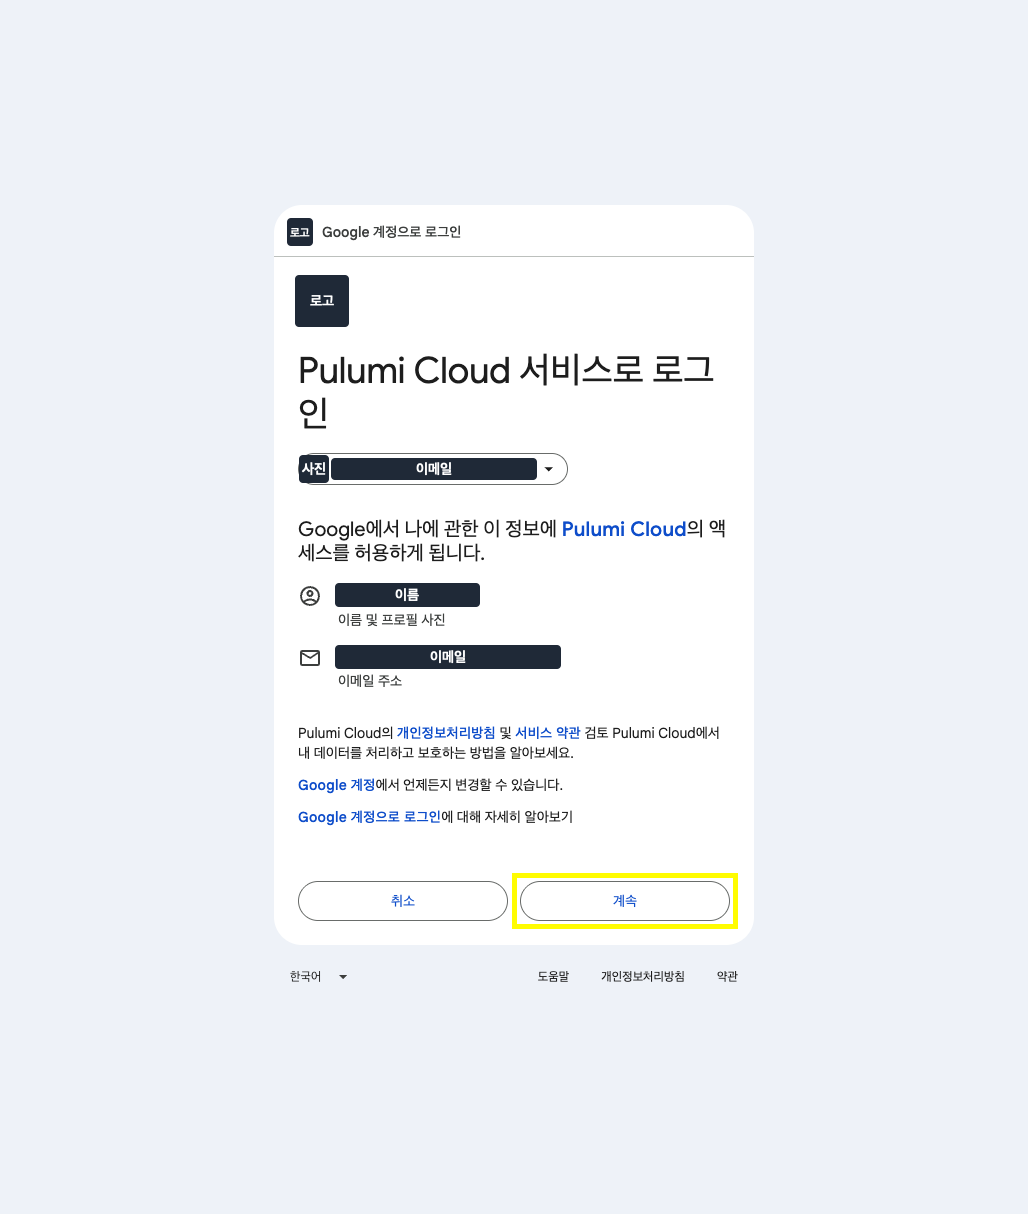 로고 Google 계정으로 로그인
로고
Pulumi Cloud 서비스로 로그
인
사진 이메일
Google에서 나에 관한 이 정보에 Pulumi Cloud의 액
세스를 허용하게 됩니다.
이름
이름 및 프로필 사진
이메일
이메일 주소
Pulumi Cloud의 개인정보처리방침 및 서비스 약관 검토 Pulumi Cloud에서
내 데이터를 처리하고 보호하는 방법을 알아보세요.
Google 계정에서 언제든지 변경할 수 있습니다.
Google 계정으로 로그인에 대해 자세히 알아보기
취소 계속
한국어 도움말 개인정보처리방침 약관